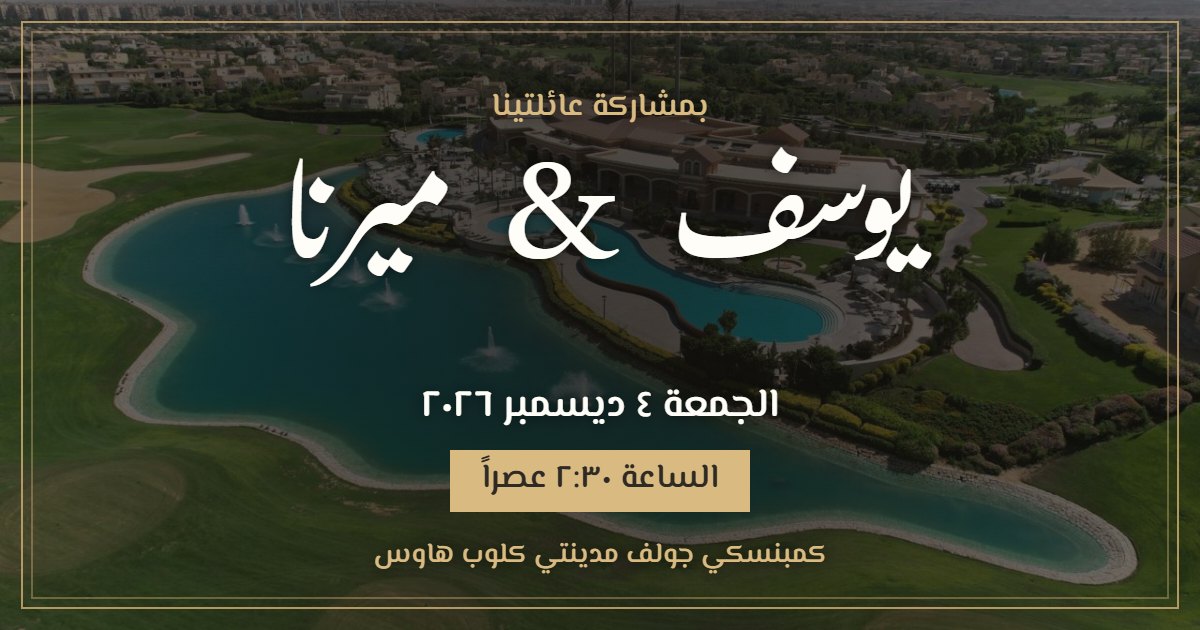 بمشاركة عائلتينا
يوسف & ميرنا
الجمعة ٤ ديسمبر ٢٠٢٦
الساعة ٢:٣٠ عصراً
كمبنسكي جولف مدينتي كلوب هاوس